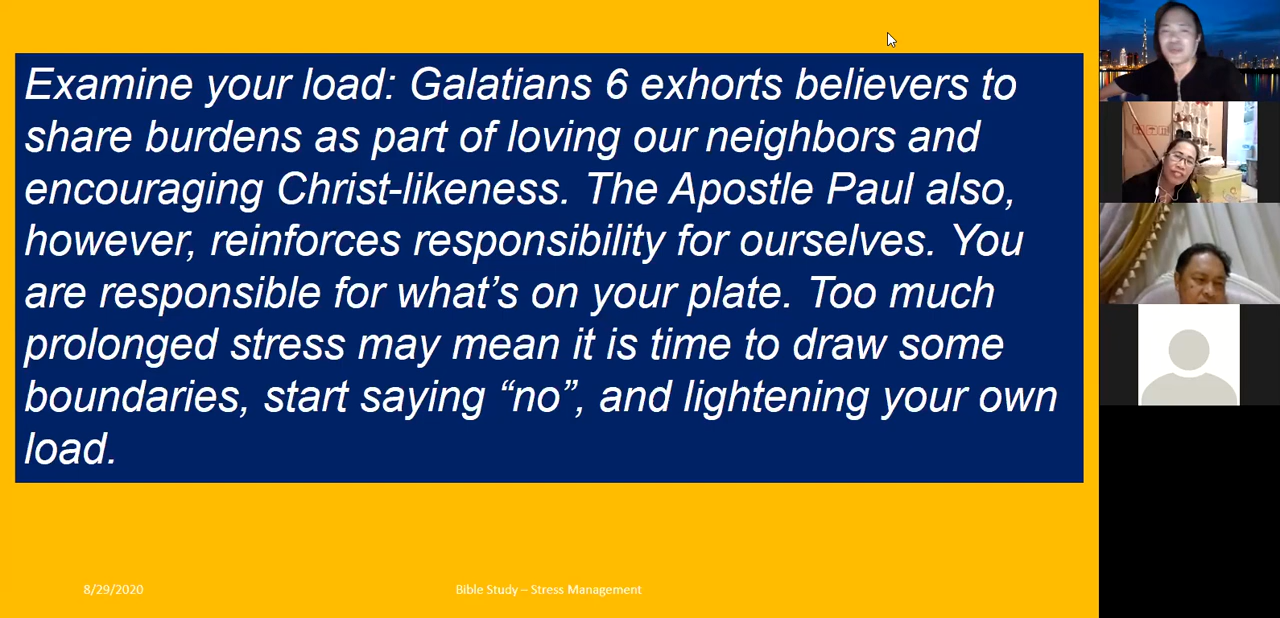 Examine your load: Galatians 6 exhorts believers to
share burdens as part of loving our neighbors and
encouraging Christ-likeness. The Apostle Paul also,
however, reinforces responsibility for ourselves. You
are responsible for what’s on your plate. Too much
prolonged stress may mean it is time to draw some
boundaries, start saying “no”, and lightening your own
load.
8/29/2020
Bible Study – Stress Management